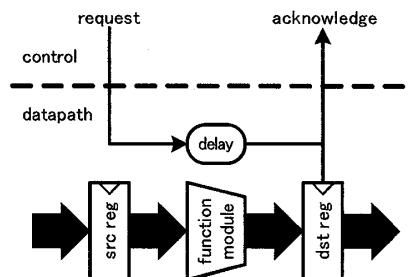 request
acknowledge
control
datapath
delay
src reg
function
module
dst reg